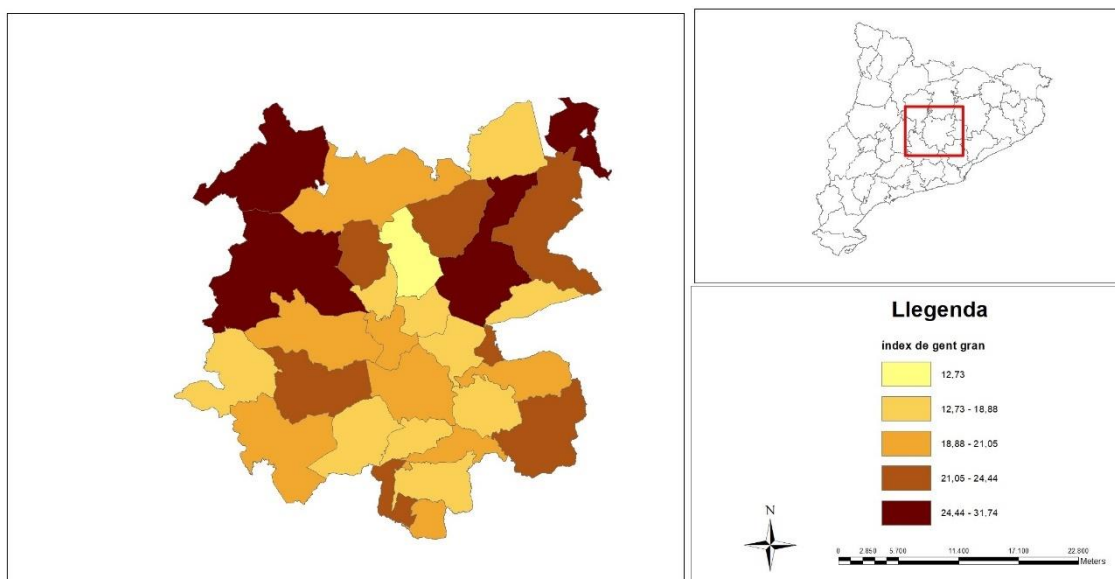 Llegenda
index de gent gran
12,73
12,73 - 18,88
18,88 - 21,05
21,05 - 24,44
24,44 - 31,74
N
0 2.850 5.700 11.400 17.100 22.800
Meters